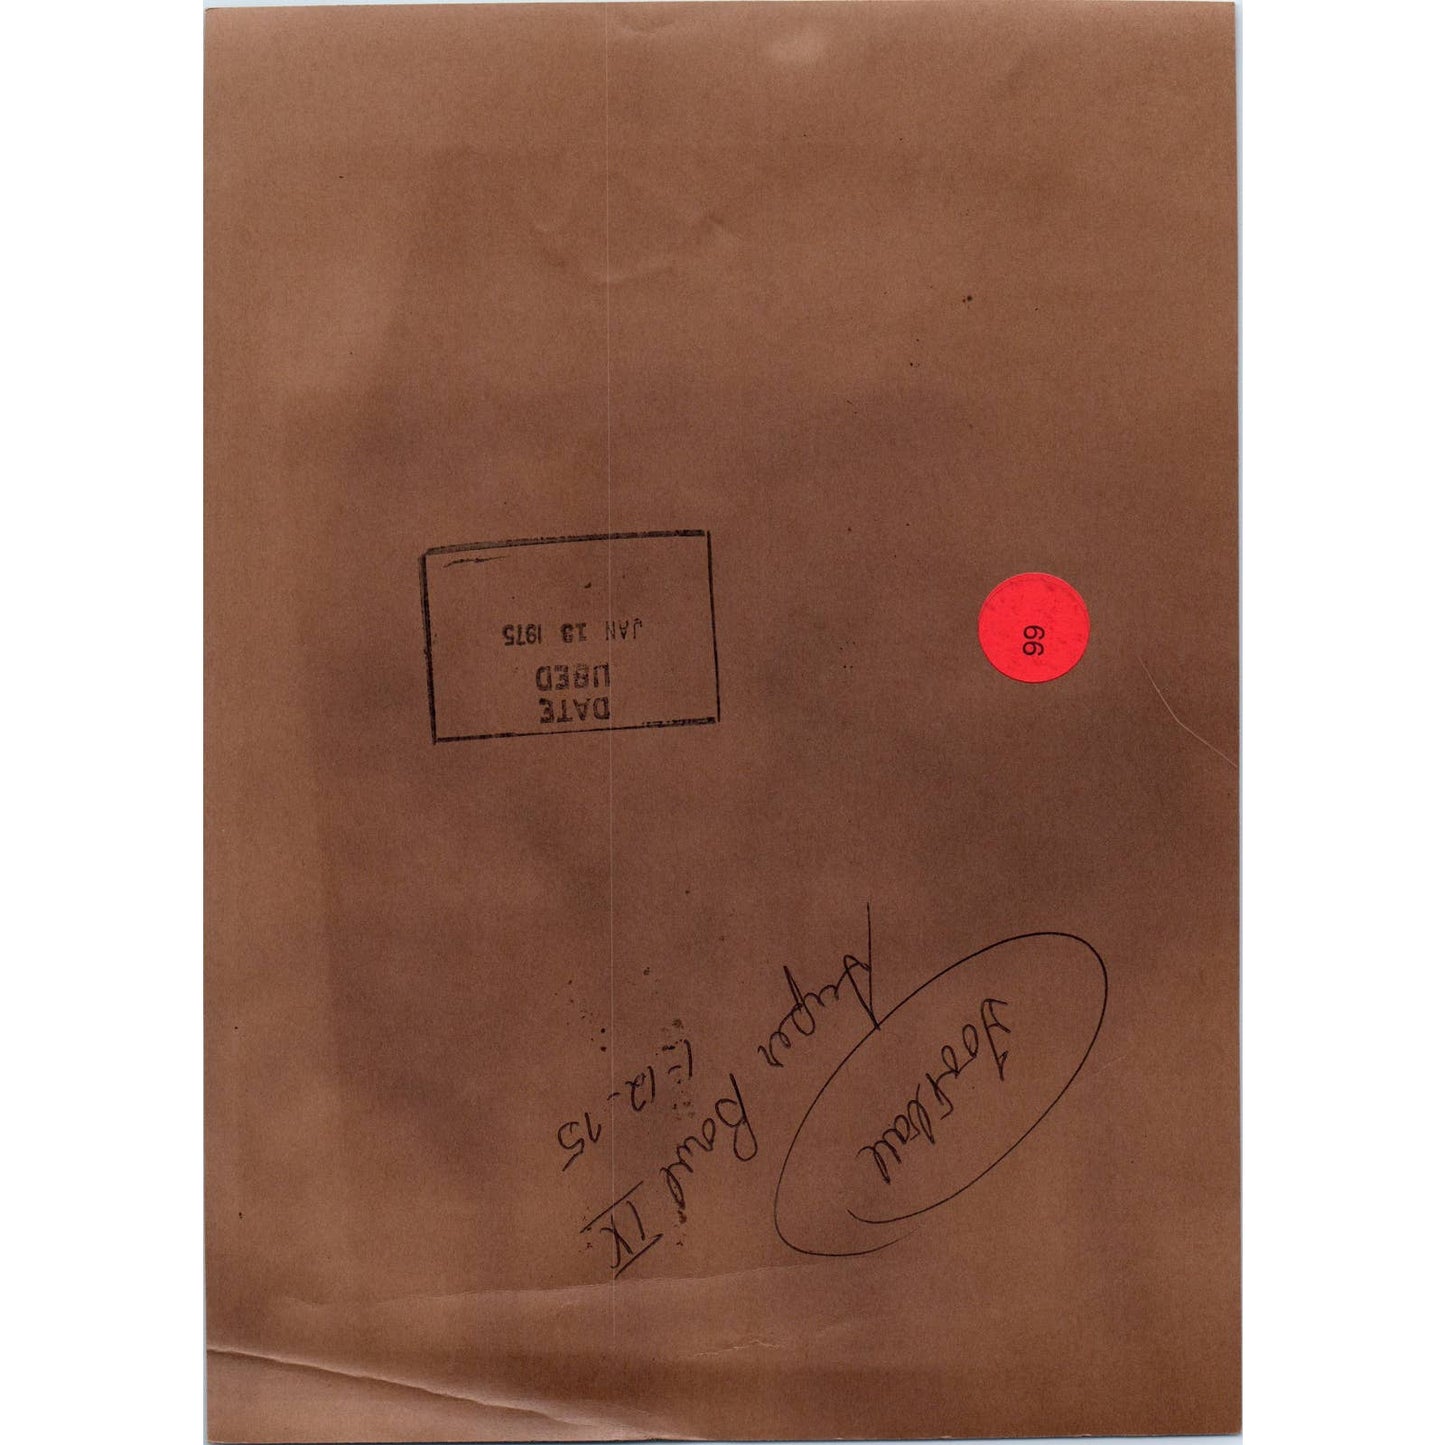 DATE
USED
JAN 13 1975
99
Football
Super Bowl IX
1-12-75